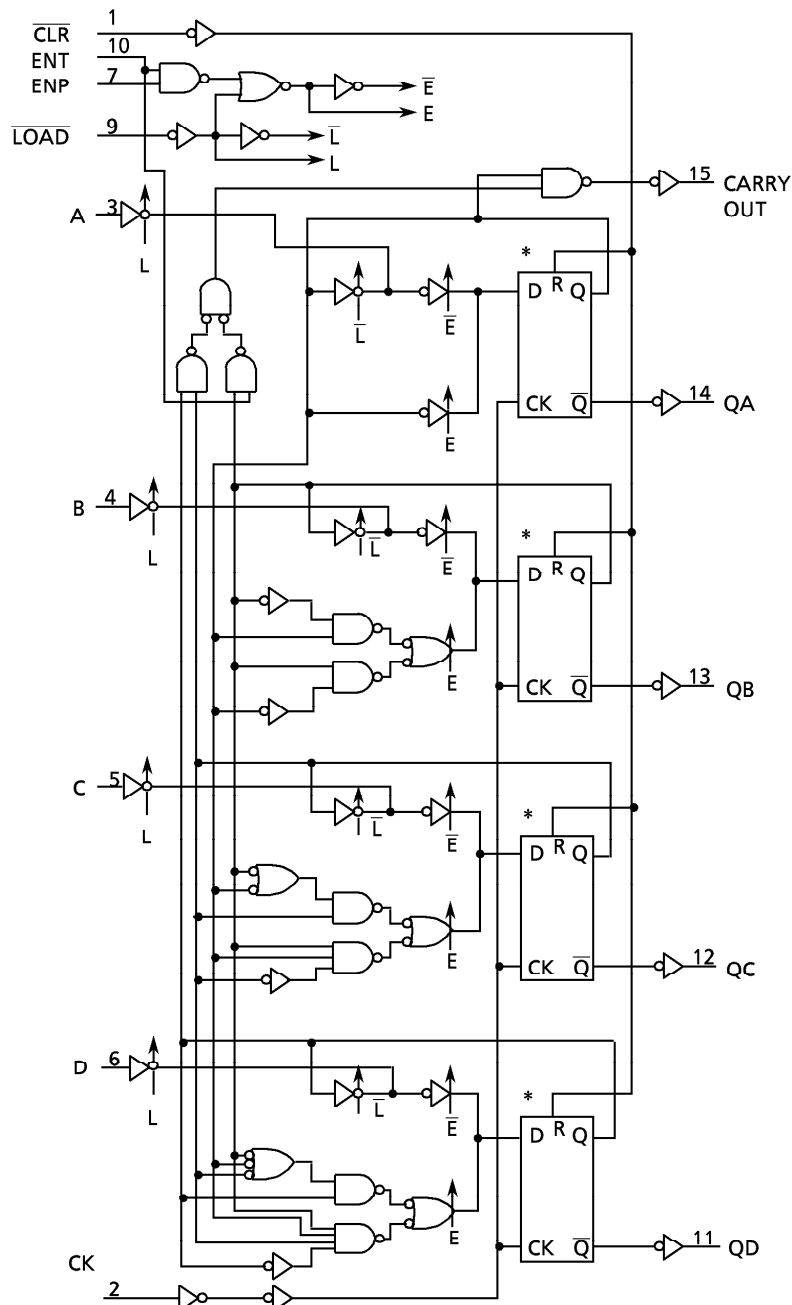 1
CLR
10
ENT
7
ENP
E
E
9
LOAD
L
L
15
CARRY
OUT
A
3
L
*
D
R
Q
L
E
CK
Q
14
QA
E
B
4
L
*
D
R
Q
L
E
E
CK
Q
13
QB
C
5
L
*
D
R
Q
L
E
E
CK
Q
12
QC
D
6
L
*
D
R
Q
L
E
E
CK
Q
11
QD
CK
2